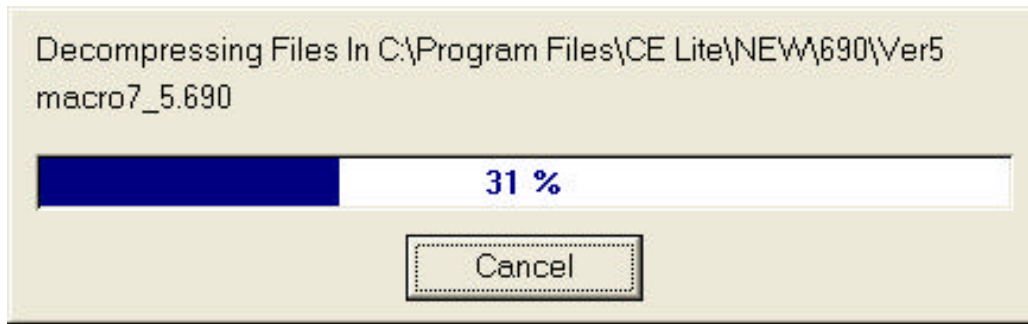 Decompressing Files In C:\Program Files\CE Lite\NEW\690\Ver5
macro7_5.690
31 %
Cancel